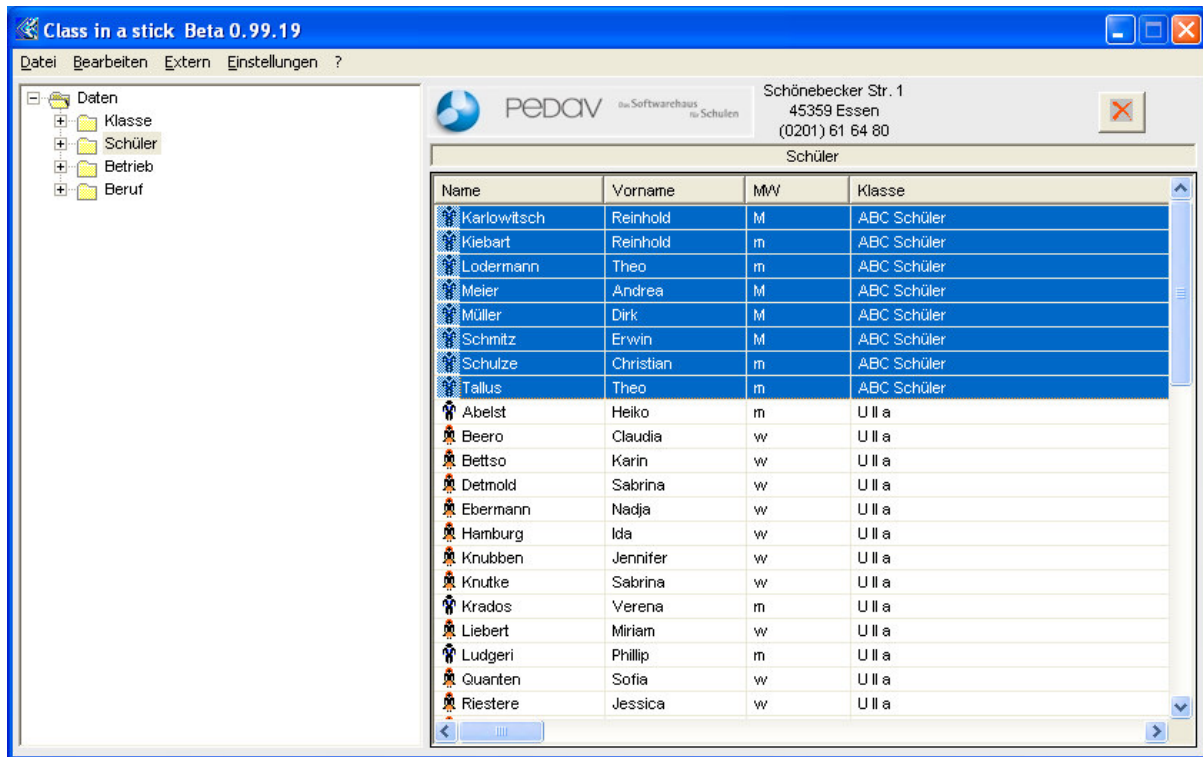 Class in a stick Beta 0.99.19
Datei Bearbeiten Extern Einstellungen ?
Daten
Klasse
Schüler
Betrieb
Beruf
PEDAV Das Softwarehaus für Schulen
Schönebecker Str. 1
45359 Essen
(0201) 61 64 80
Schüler
Name Vorname MW Klasse
Karlowitsch Reinhold M ABC Schüler
Kiebart Reinhold m ABC Schüler
Lodermann Theo m ABC Schüler
Meier Andrea M ABC Schüler
Müller Dirk M ABC Schüler
Schmitz Erwin M ABC Schüler
Schulze Christian m ABC Schüler
Tallus Theo m ABC Schüler
Abelst Heiko m U II a
Beero Claudia w U II a
Bettso Karin w U II a
Detmold Sabrina w U II a
Ebermann Nadja w U II a
Hamburg Ida w U II a
Knubben Jennifer w U II a
Knutke Sabrina w U II a
Krados Verena m U II a
Liebert Miriam w U II a
Ludgeri Phillip m U II a
Quanten Sofia w U II a
Riestere Jessica w U II a